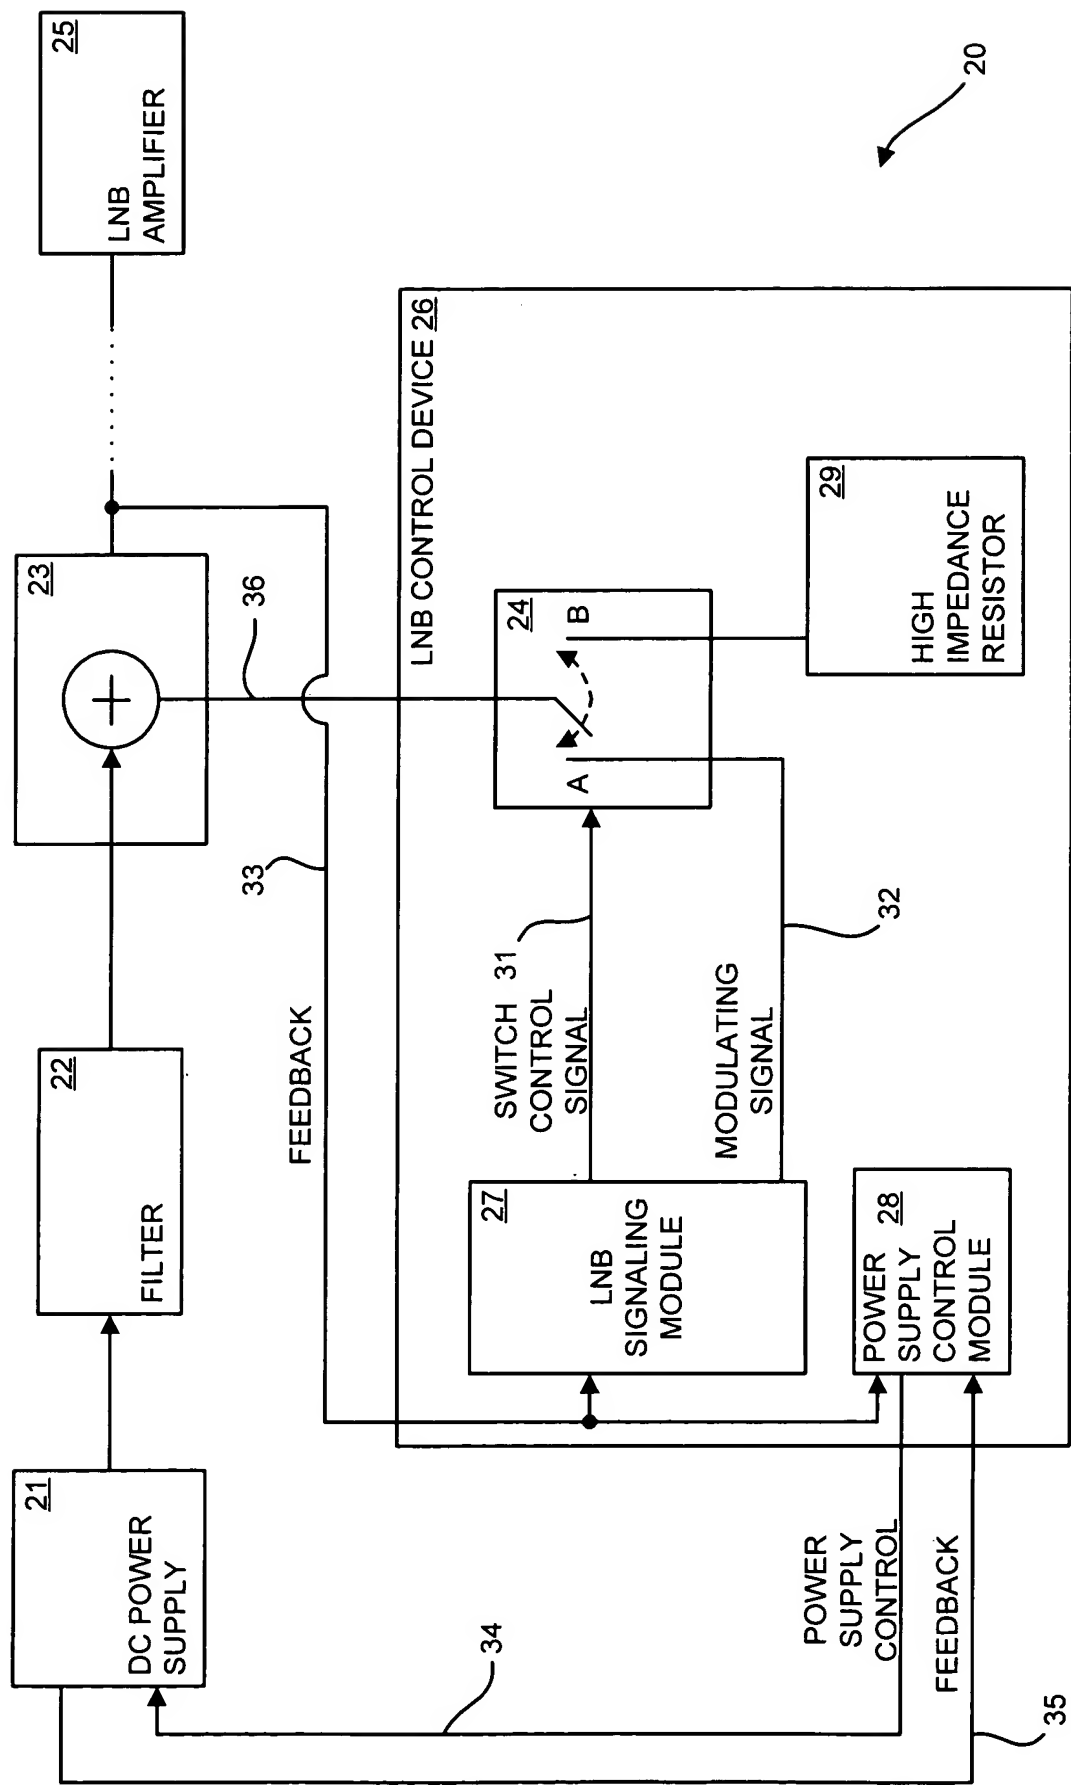 21
DC POWER
SUPPLY
22
FILTER
23
25
LNB
AMPLIFIER
20
33
FEEDBACK
36
LNB CONTROL DEVICE 26
27
LNB
SIGNALING
MODULE
SWITCH 31
CONTROL
SIGNAL
MODULATING
SIGNAL
32
24
A
B
29
HIGH
IMPEDANCE
RESISTOR
POWER
SUPPLY 28
CONTROL
MODULE
34
POWER
SUPPLY
CONTROL
FEEDBACK
35